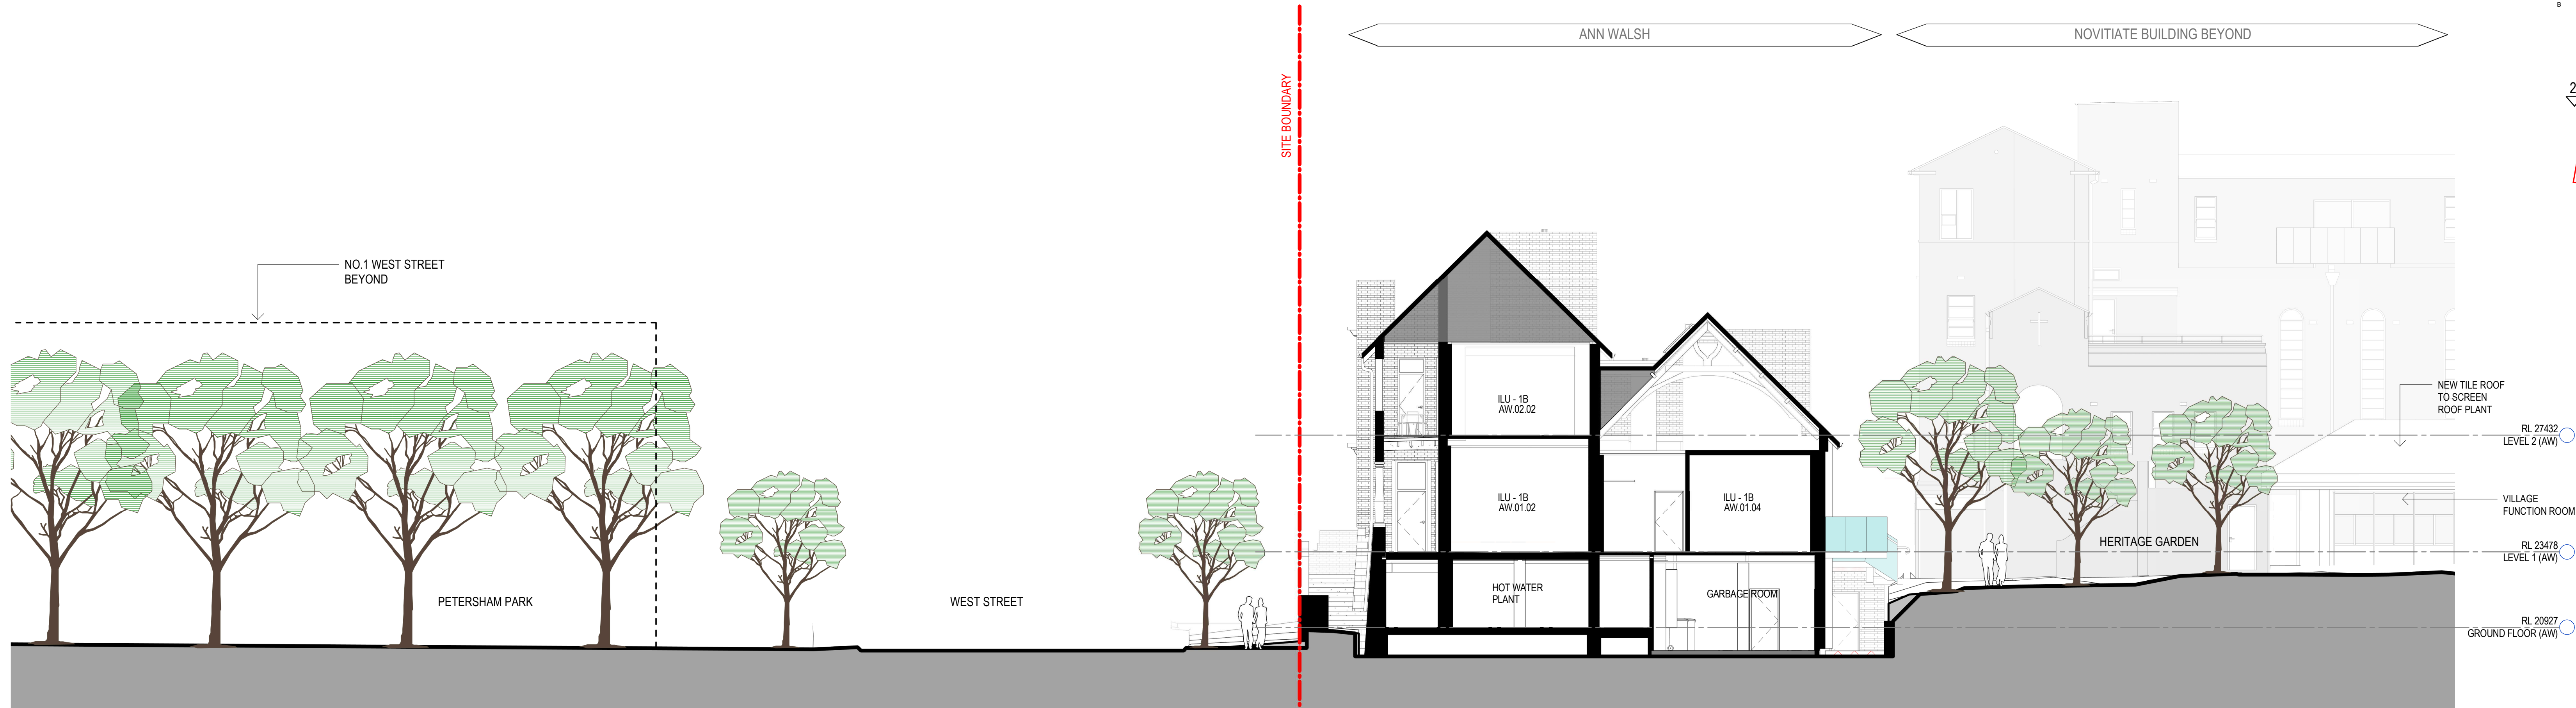 B
ANN WALSH
NOVITIATE BUILDING BEYOND
2
SITE BOUNDARY
NO.1 WEST STREET
BEYOND
NEW TILE ROOF
TO SCREEN
ROOF PLANT
ILU - 1B
AW.02.02
RL 27432
LEVEL 2 (AW)
ILU - 1B
AW.01.02
ILU - 1B
AW.01.04
VILLAGE
FUNCTION ROOM
HERITAGE GARDEN
RL 23478
LEVEL 1 (AW)
PETERSHAM PARK
WEST STREET
HOT WATER
PLANT
GARBAGE ROOM
RL 20927
GROUND FLOOR (AW)